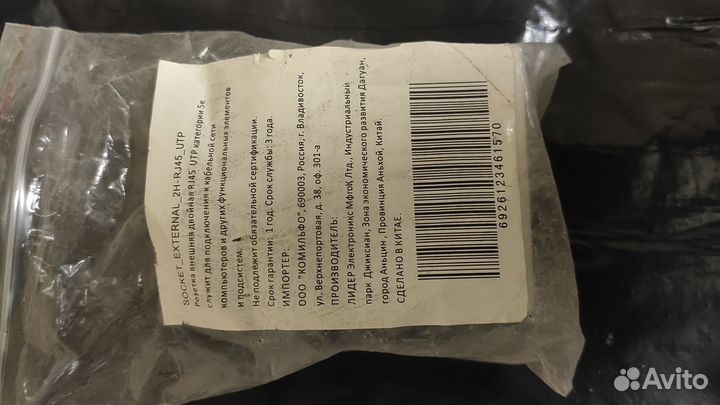 SOCKET_EXTERNAL_2H-RJ45_UTP
Розетка внешняя двойная RJ45 UTP категории 5e
служит для подключения к кабельной сети
компьютеров и других функциональных элементов
и подсистем.
Не подлежит обязательной сертификации.
Срок гарантии: 1 год. Срок службы: 3 года.
ИМПОРТЕР:
ООО "КОММИЛЬФО", 690003, Россия, г. Владивосток,
ул. Верхнепортовая, д. 38, оф. 301-а
ПРОИЗВОДИТЕЛЬ:
ЛИДЕР Электроникс Мфгок Лтд., Индустриальный
парк Джиксиан, Зона экономического развития Дагуан,
город Аньцин, Провинция Аньхой, Китай.
СДЕЛАНО В КИТАЕ.
6926123461570
Avito